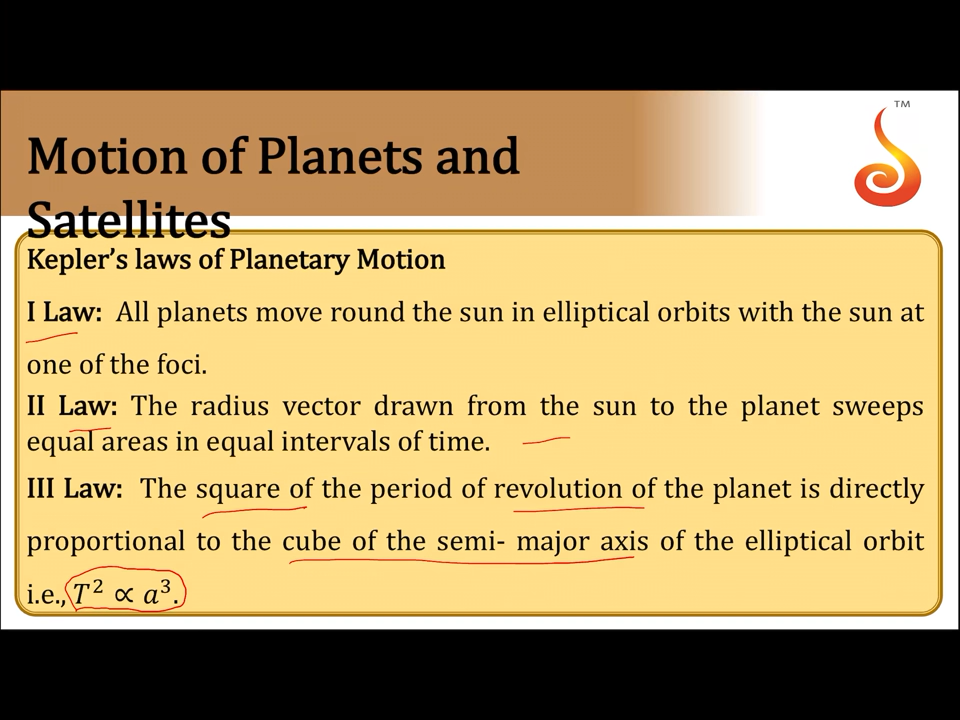 TM
Motion of Planets and
Satellites
Kepler’s laws of Planetary Motion
I Law:  All planets move round the sun in elliptical orbits with the sun at
one of the foci.
II Law: The radius vector drawn from the sun to the planet sweeps
equal areas in equal intervals of time.
III Law:  The square of the period of revolution of the planet is directly
proportional to the cube of the semi- major axis of the elliptical orbit
i.e., T² ∝ a³.